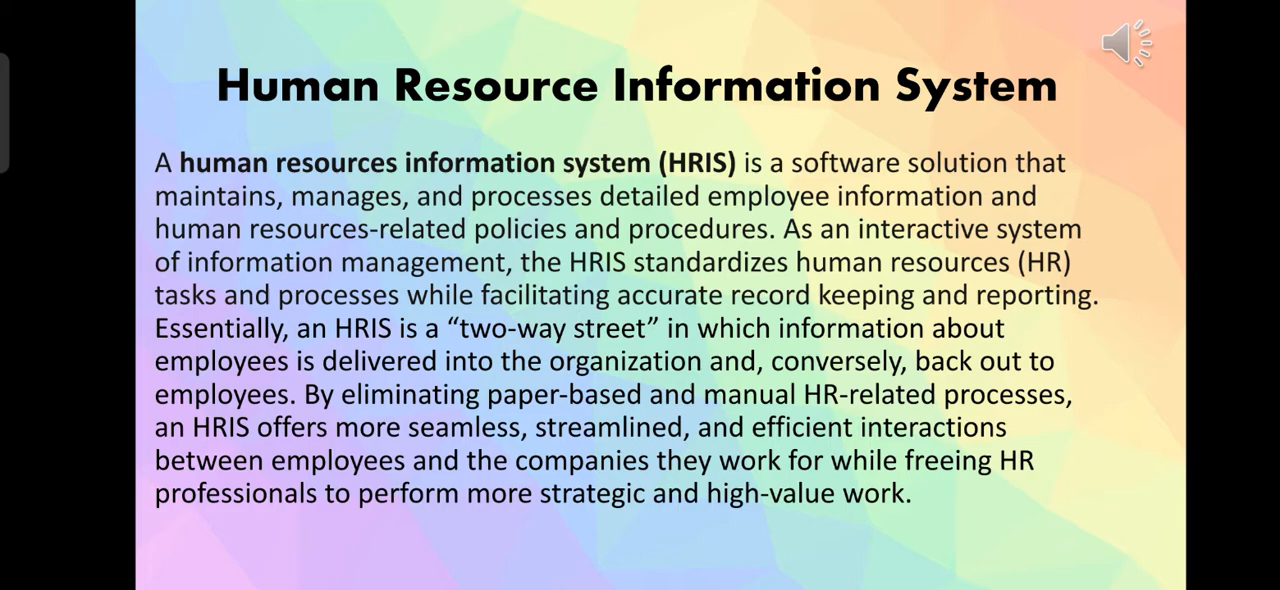 Human Resource Information System
A human resources information system (HRIS) is a software solution that
maintains, manages, and processes detailed employee information and
human resources-related policies and procedures. As an interactive system
of information management, the HRIS standardizes human resources (HR)
tasks and processes while facilitating accurate record keeping and reporting.
Essentially, an HRIS is a “two-way street” in which information about
employees is delivered into the organization and, conversely, back out to
employees. By eliminating paper-based and manual HR-related processes,
an HRIS offers more seamless, streamlined, and efficient interactions
between employees and the companies they work for while freeing HR
professionals to perform more strategic and high-value work.